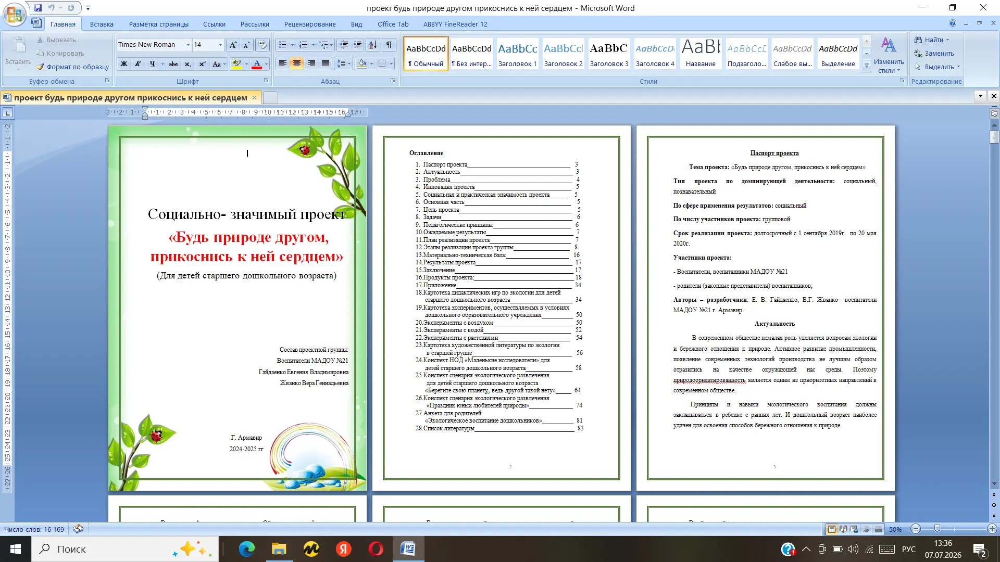 проект будь природе другом прикоснись к ней сердцем - Microsoft Word
Главная Вставка Разметка страницы Ссылки Рассылки Рецензирование Вид Office Tab ABBYY FineReader 12
Вставить
Вырезать
Копировать
Формат по образцу
Буфер обмена
Times New Roman 14
Ж К Ч abc x₂ x² Aa
Шрифт
Абзац
AaBbCcDd AaBbCcDd AaBbCc AaBbCcI AaBbC AaBbCcDı AaBbI AaBbCcD AaBbCcDd AaBbCcDd
¶ Обычный ¶ Без интер... Заголовок 1 Заголовок 2 Заголовок 3 Заголовок 4 Название Подзаголо... Слабое вы... Выделение
Стили
Изменить стили
Найти
Заменить
Выделить
Редактирование
проект будь природе другом прикоснись к ней сердцем
Социально- значимый проект
«Будь природе другом,
прикоснись к ней сердцем»
(Для детей старшего дошкольного возраста)
Состав проектной группы:
Воспитатели МАДОУ №21
Гайдаенко Евгения Владимировна
Жванко Вера Геннадьевна
Г. Армавир
2024-2025 гг
Оглавление
1. Паспорт проекта 3
2. Актуальность 3
3. Проблема 4
4. Инновация проекта 5
5. Социальная и практическая значимость проекта 5
6. Основная часть 5
7. Цель проекта 5
8. Задачи 6
9. Педагогические принципы 6
10.Ожидаемые результаты 7
11.План реализации проекта 7
12.Этапы реализации проекта группы 8
13.Материально-техническая база: 16
14.Результаты проекта 17
15.Заключение 17
16.Продукты проекта: 18
17.Приложение 34
18.Картотека дидактических игр по экологии для детей
старшего дошкольного возраста 34
19.Картотека экспериментов, осуществляемых в условиях
дошкольного образовательного учреждения 50
20.Эксперименты с воздухом 50
21.Эксперименты с водой 52
22.Эксперименты с растениями 54
23.Картотека художественной литературы по экологии
в старшей группе 56
24.Конспект НОД «Маленькие исследователи» для
детей старшего дошкольного возраста 58
25.Конспект сценария экологического развлечения
для детей старшего дошкольного возраста
«Берегите свою планету- ведь другой такой нету» 64
26.Конспект сценария экологического развлечения
«Праздник юных любителей природы» 74
27.Анкета для родителей
«Экологическое воспитание дошкольников» 81
28.Список литературы 83
2
Паспорт проекта
Тема проекта: «Будь природе другом, прикоснись к ней сердцем»
Тип проекта по доминирующей деятельности: социальный,
познавательный
По сфере применения результатов: социальный
По числу участников проекта: групповой
Срок реализации проекта: долгосрочный с 1 сентября 2019г. по 20 мая
2020г.
Участники проекта:
- Воспитатели, воспитанники МАДОУ №21
- родители (законные представители) воспитанников;
Авторы – разработчики: Е. В. Гайдаенко, В.Г. Жванко– воспитатели
МАДОУ №21 г. Армавир
Актуальность
В современном обществе немалая роль уделяется вопросам экологии
и бережного отношения к природе. Активное развитие промышленности,
появление современных технологий производства не лучшим образом
отразились на качестве окружающей нас среды. Поэтому
природоориентированность является одним из приоритетных направлений в
современном обществе.
Принципы и навыки экологического воспитания должны
закладываться в ребенке с ранних лет. И дошкольный возраст наиболее
удачен для освоения способов бережного отношения к природе.
3
Число слов: 16 169
50%
Поиск
РУС
13:36
07.07.2026
2